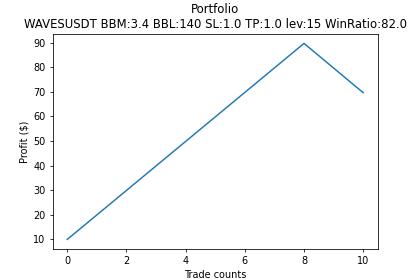 Portfolio
WAVESUSDT BBM:3.4 BBL:140 SL:1.0 TP:1.0 lev:15 WinRatio:82.0
90
80
70
60
50
40
30
20
10
Profit ($)
0 2 4 6 8 10
Trade counts